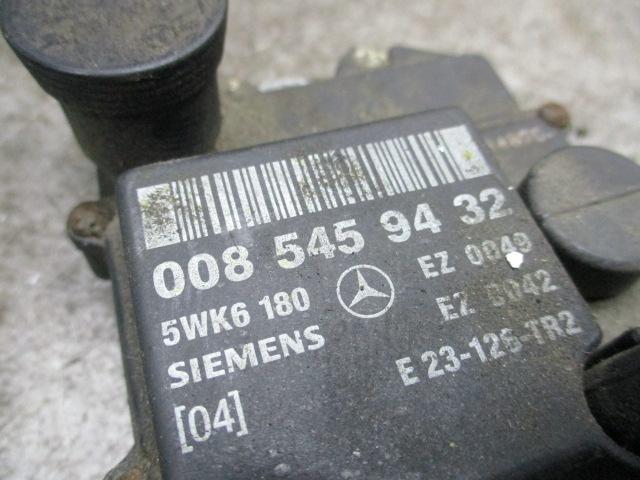 008 545 94 32
5WK6 180
EZ 0049
SIEMENS
EZ 0042
E 23-126-TR2
[04]